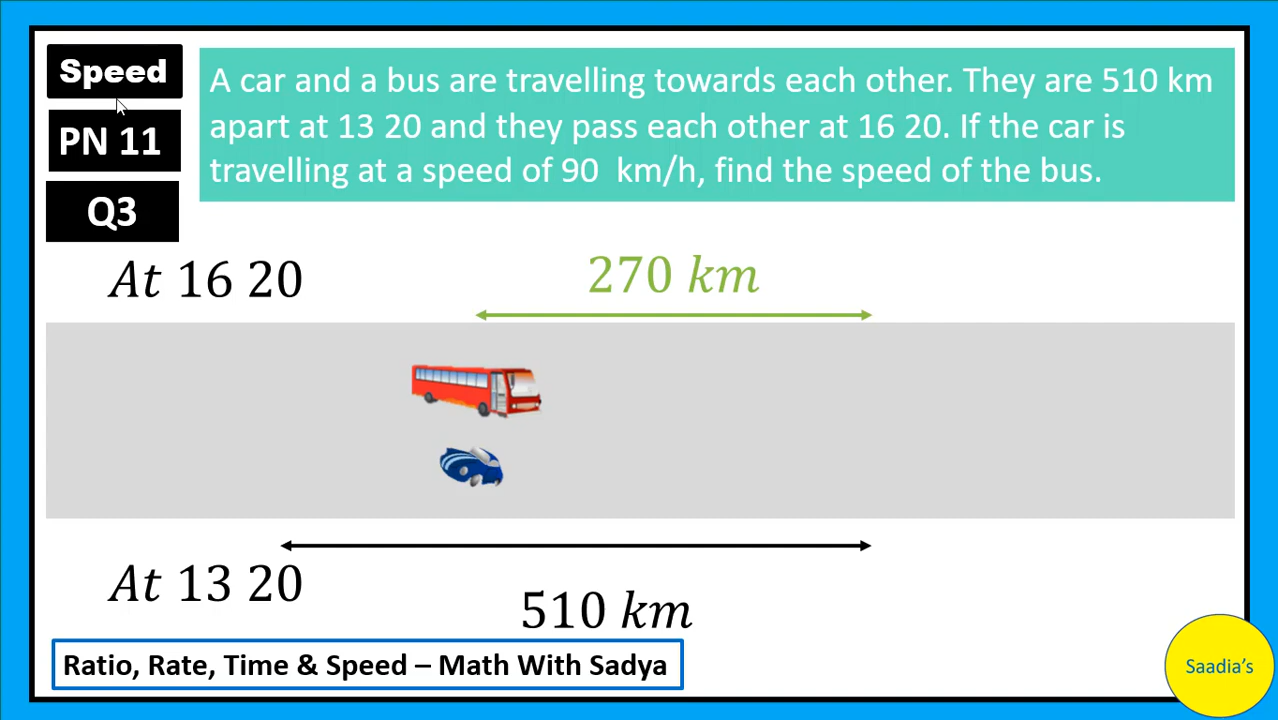 Speed
PN 11
Q3
A car and a bus are travelling towards each other. They are 510 km
apart at 13 20 and they pass each other at 16 20. If the car is
travelling at a speed of 90 km/h, find the speed of the bus.
At 16 20
270 km
At 13 20
510 km
Ratio, Rate, Time & Speed – Math With Sadya
Saadia's